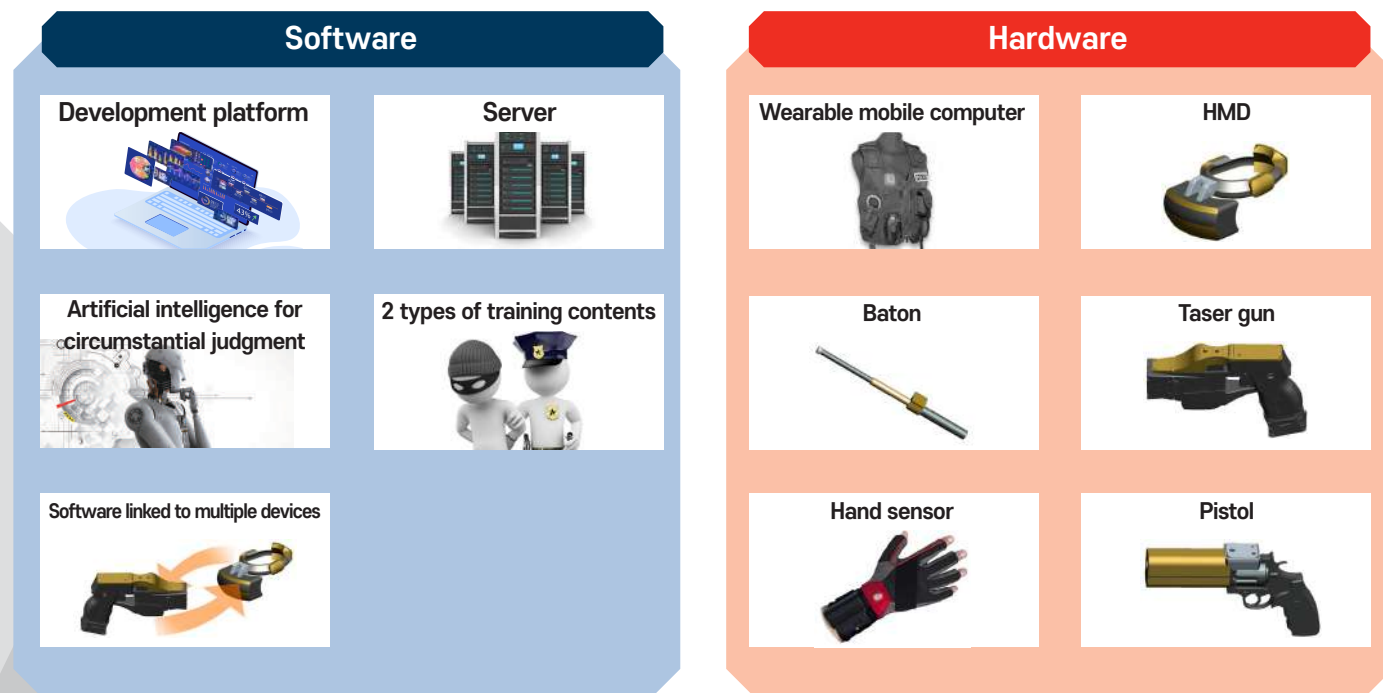 Software
Development platform
43%
Server
Artificial intelligence for
circumstantial judgment
2 types of training contents
Software linked to multiple devices
Hardware
Wearable mobile computer
HMD
Baton
Taser gun
Hand sensor
Pistol